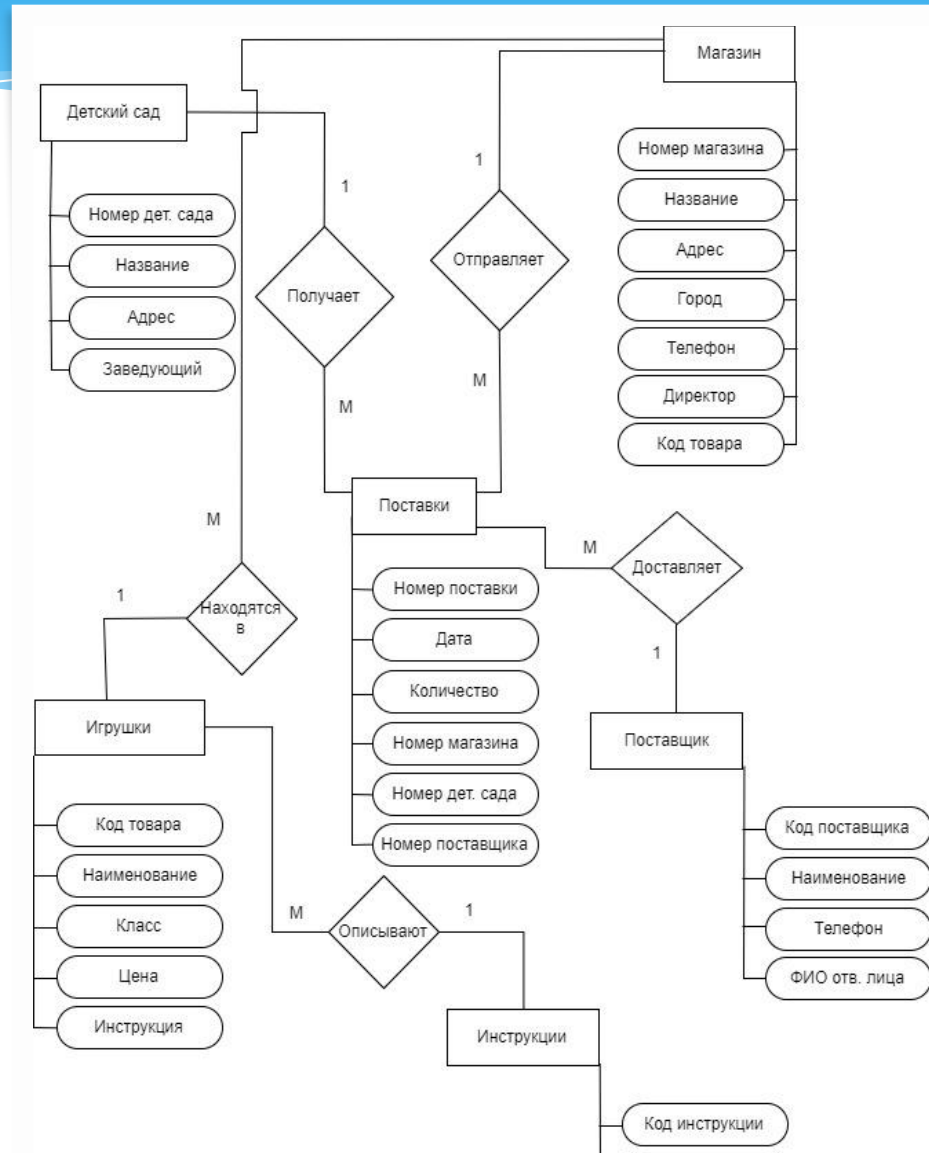 Магазин
Детский сад
Номер магазина
Название
Адрес
Город
Телефон
Директор
Код товара
Номер дет. сада
Название
Адрес
Заведующий
1
Получает
М
1
Отправляет
М
Поставки
Номер поставки
Дата
Количество
Номер магазина
Номер дет. сада
Номер поставщика
М
Доставляет
1
Поставщик
Код поставщика
Наименование
Телефон
ФИО отв. лица
М
Находятся
в
1
Игрушки
Код товара
Наименование
Класс
Цена
Инструкция
М
Описывают
1
Инструкции
Код инструкции